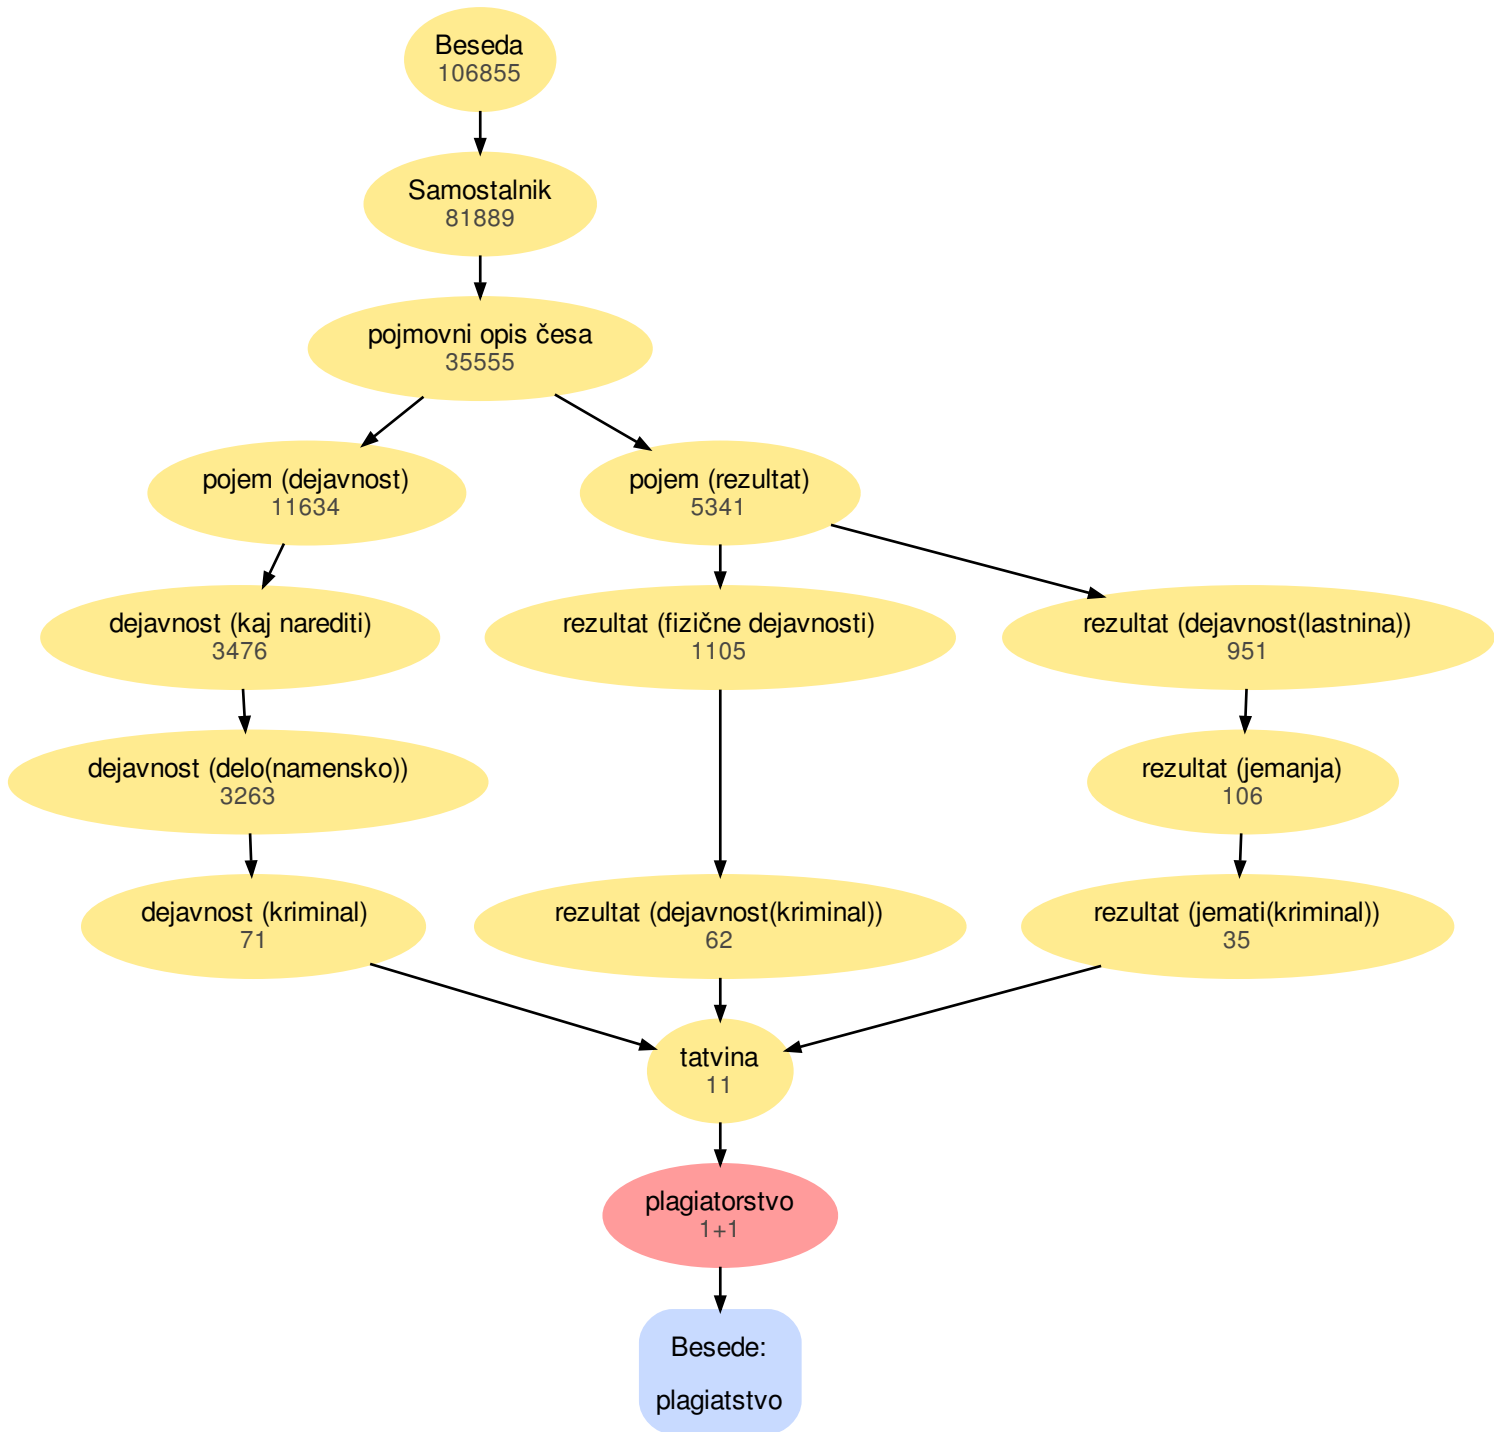 Beseda
106855
Samostalnik
81889
pojmovni opis česa
35555
pojem (dejavnost)
11634
pojem (rezultat)
5341
dejavnost (kaj narediti)
3476
rezultat (fizične dejavnosti)
1105
rezultat (dejavnost(lastnina))
951
dejavnost (delo(namensko))
3263
rezultat (jemanja)
106
dejavnost (kriminal)
71
rezultat (dejavnost(kriminal))
62
rezultat (jemati(kriminal))
35
tatvina
11
plagiatorstvo
1+1
Besede:
plagiatstvo